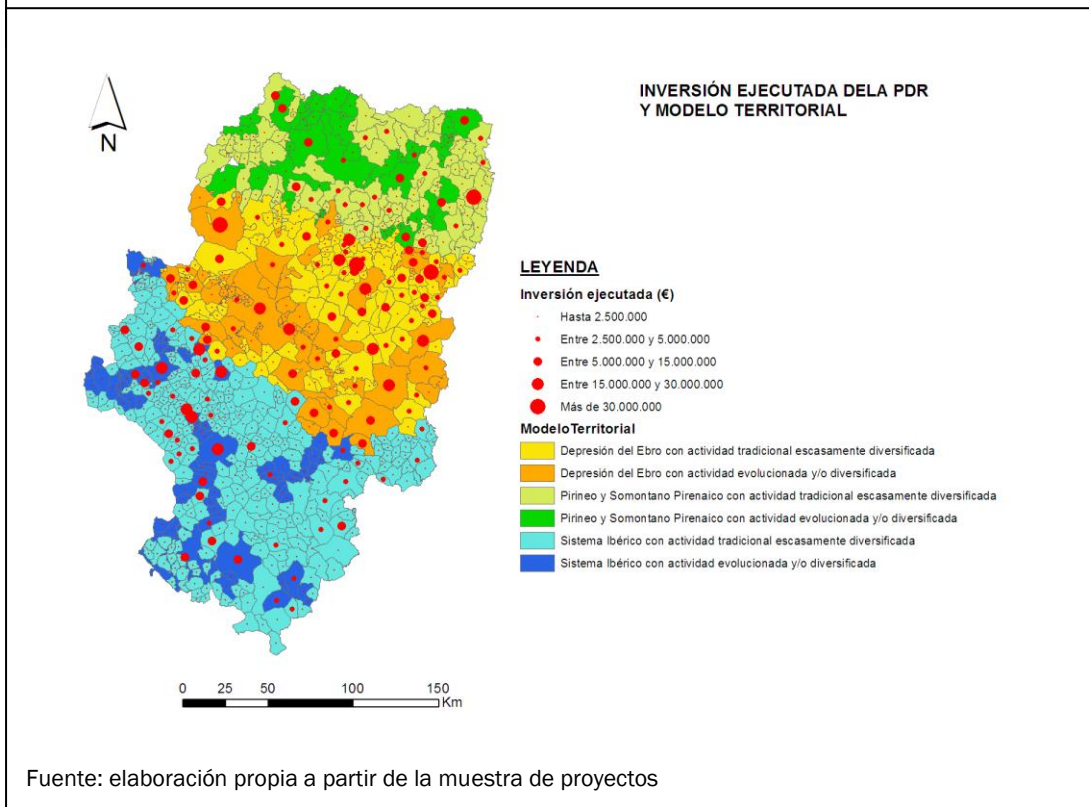 INVERSIÓN EJECUTADA DELA PDR
Y MODELO TERRITORIAL
N
LEYENDA
Inversión ejecutada (€)
Hasta 2.500.000
Entre 2.500.000 y 5.000.000
Entre 5.000.000 y 15.000.000
Entre 15.000.000 y 30.000.000
Más de 30.000.000
ModeloTerritorial
Depresión del Ebro con actividad tradicional escasamente diversificada
Depresión del Ebro con actividad evolucionada y/o diversificada
Pirineo y Somontano Pirenaico con actividad tradicional escasamente diversificada
Pirineo y Somontano Pirenaico con actividad evolucionada y/o diversificada
Sistema Ibérico con actividad tradicional escasamente diversificada
Sistema Ibérico con actividad evolucionada y/o diversificada
0 25 50 100 150
Km
Fuente: elaboración propia a partir de la muestra de proyectos